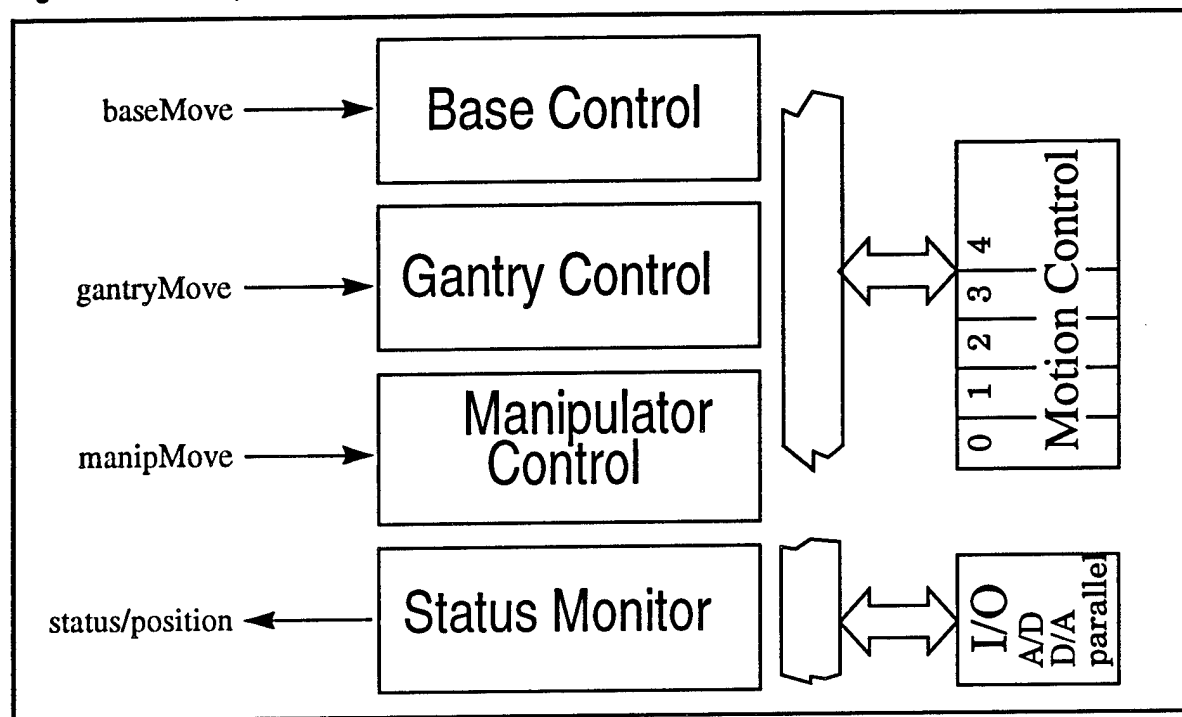 baseMove
Base Control
gantryMove
Gantry Control
manipMove
Manipulator
Control
status/position
Status Monitor
0 1 2 3 4
Motion Control
I/O
A/D
D/A
parallel